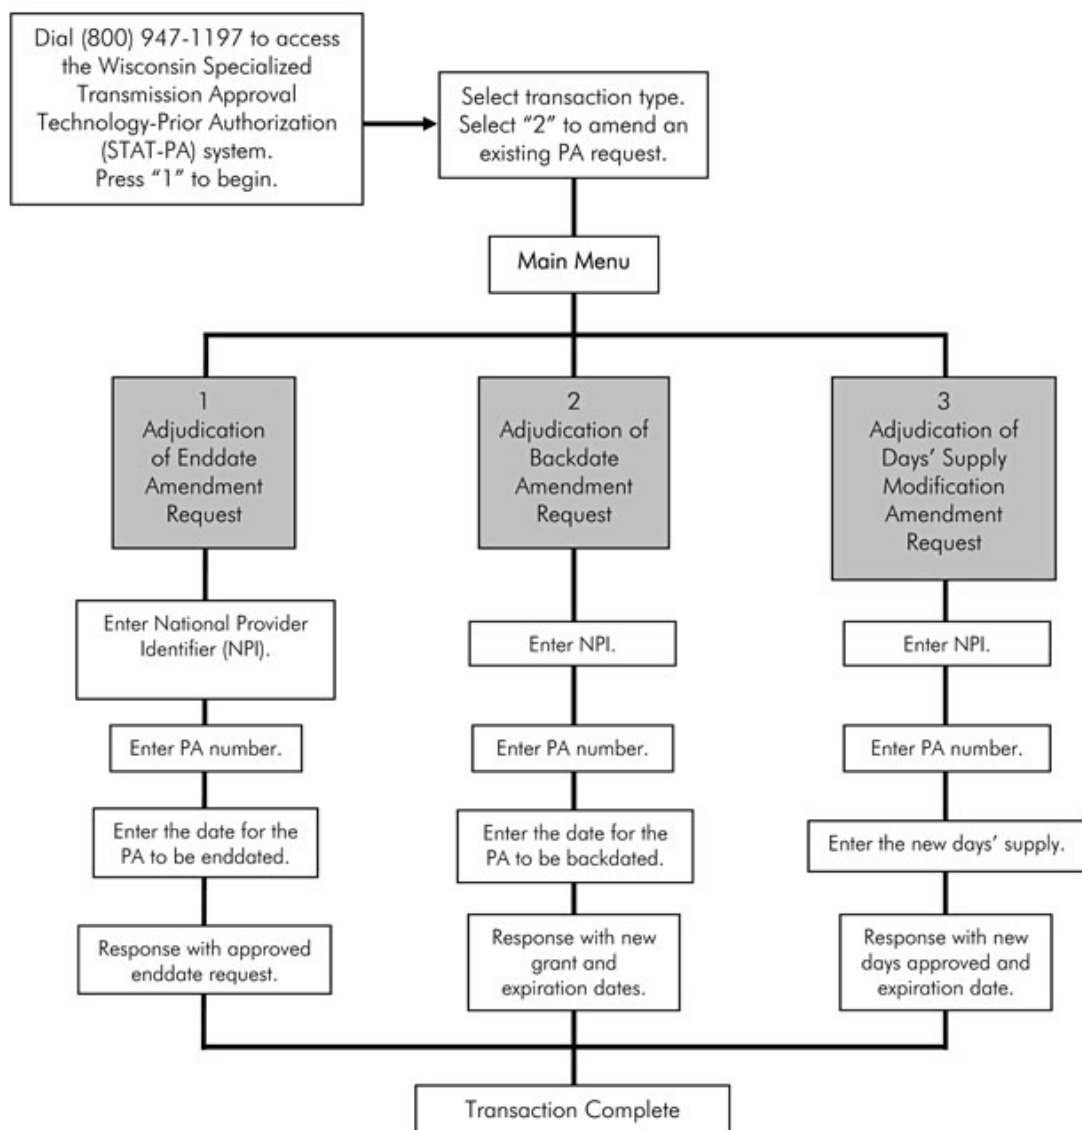 Dial (800) 947-1197 to access
the Wisconsin Specialized
Transmission Approval
Technology-Prior Authorization
(STAT-PA) system.
Press “1” to begin.
Select transaction type.
Select “2” to amend an
existing PA request.
Main Menu
1
Adjudication
of Enddate
Amendment
Request
2
Adjudication of
Backdate
Amendment
Request
3
Adjudication of
Days’ Supply
Modification
Amendment
Request
Enter National Provider
Identifier (NPI).
Enter NPI.
Enter NPI.
Enter PA number.
Enter PA number.
Enter PA number.
Enter the date for the
PA to be enddated.
Enter the date for the
PA to be backdated.
Enter the new days’ supply.
Response with approved
enddate request.
Response with new
grant and
expiration dates.
Response with new
days approved and
expiration date.
Transaction Complete